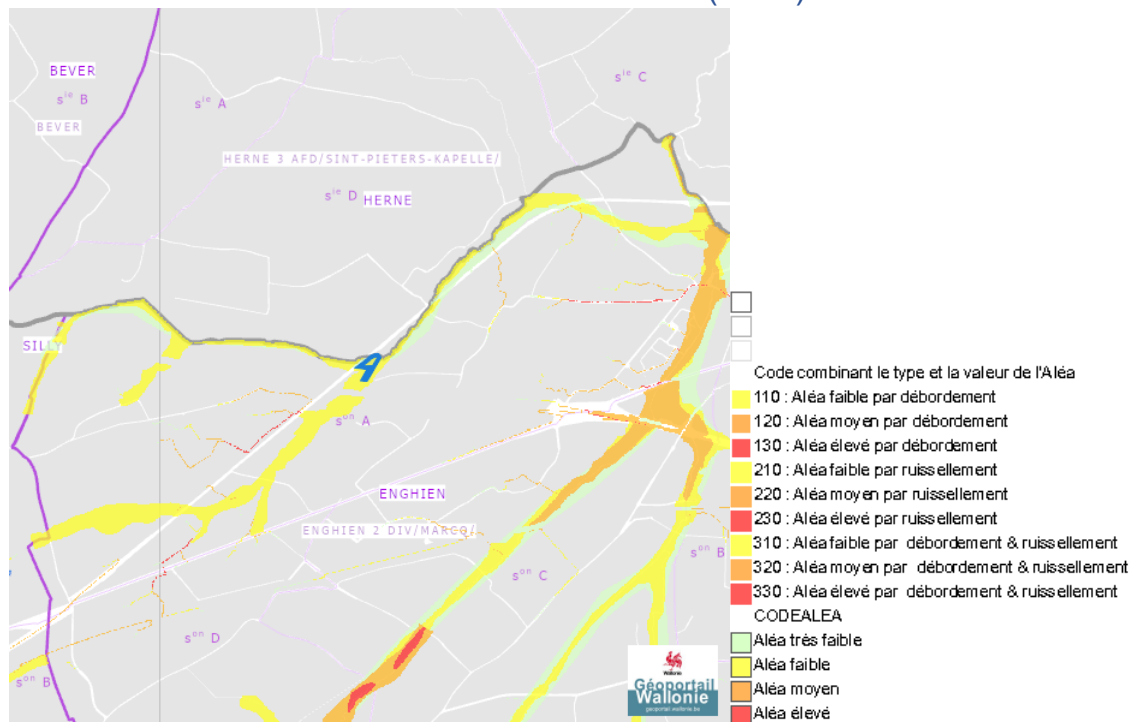 BEVER
sie B
sie A
sie C
BEVER
HERNE 3 AFD/SINT-PIETERS-KAPELLE/
sie D HERNE
SILLY
A
son A
ENGHIEN
ENGHIEN 2 DIV/MARCQ/
son B
son C
son D
son B
Wallonie
Géoportail
Wallonie
geoportail.wallonie.be
Code combinant le type et la valeur de l'Aléa
110 : Aléa faible par débordement
120 : Aléa moyen par débordement
130 : Aléa élevé par débordement
210 : Aléa faible par ruissellement
220 : Aléa moyen par ruissellement
230 : Aléa élevé par ruissellement
310 : Aléa faible par débordement & ruissellement
320 : Aléa moyen par débordement & ruissellement
330 : Aléa élevé par débordement & ruissellement
CODEALEA
Aléa très faible
Aléa faible
Aléa moyen
Aléa élevé